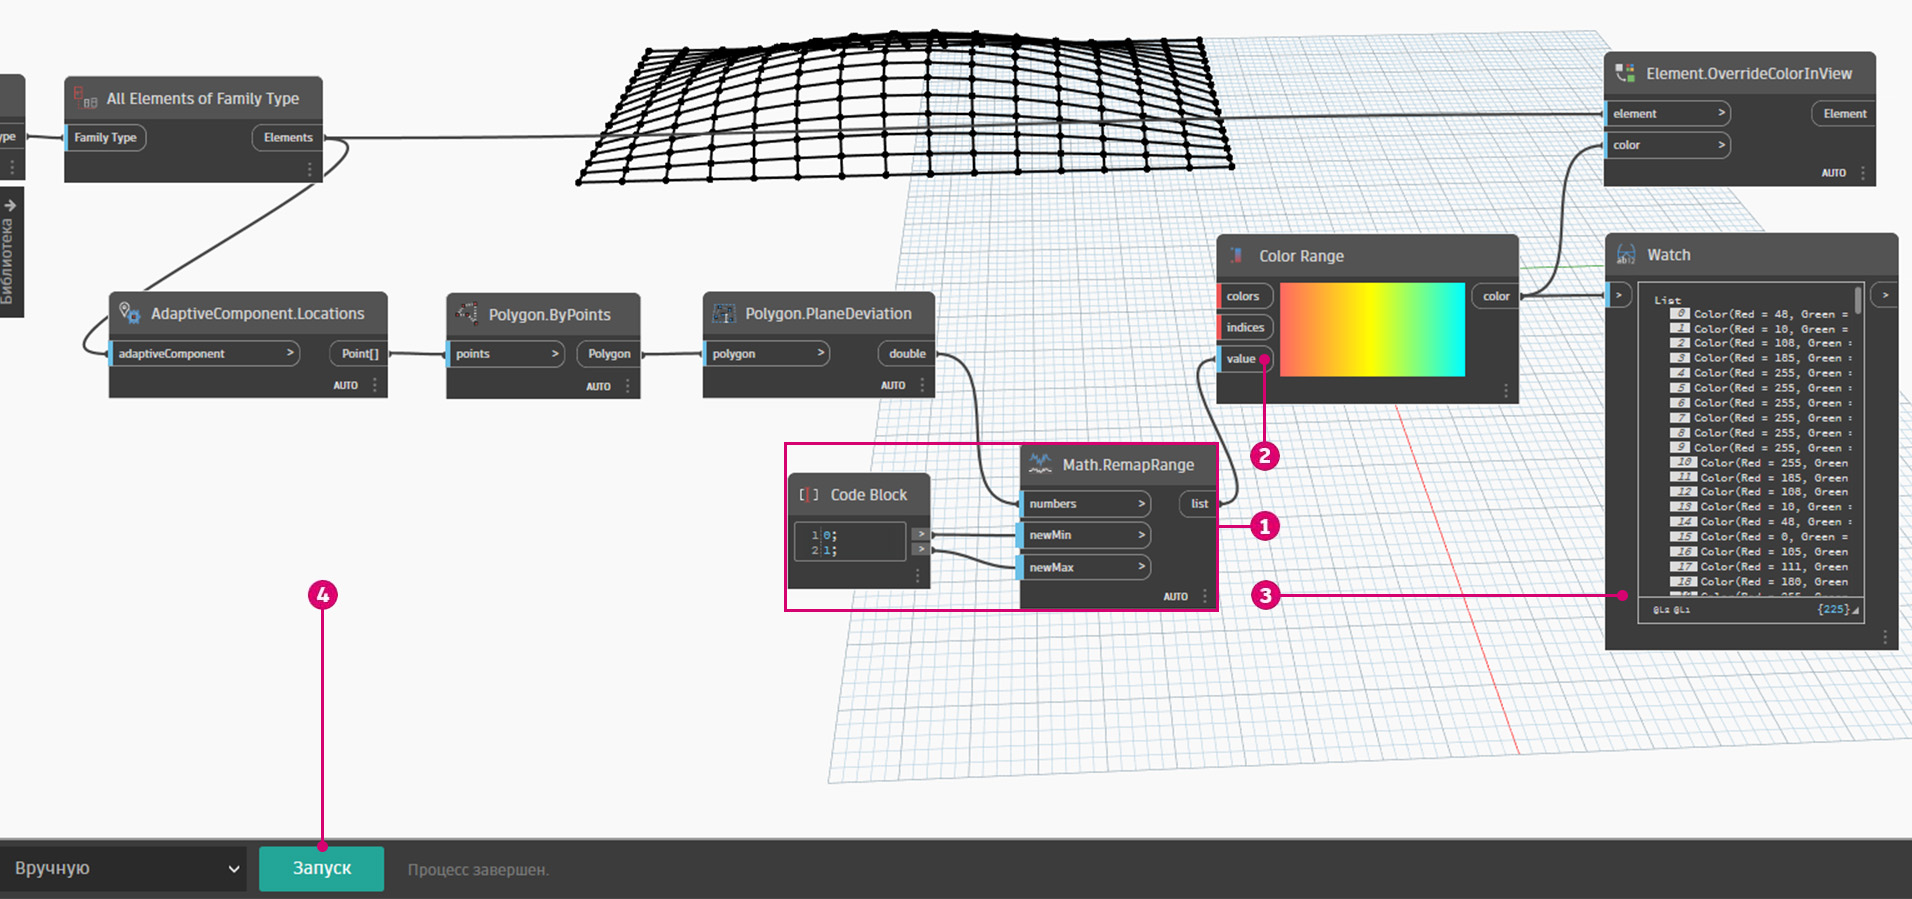 ype
Библиотека
All Elements of Family Type
Family Type
Elements
AdaptiveComponent.Locations
adaptiveComponent >
Point[]
AUTO
Polygon.ByPoints
points >
Polygon
AUTO
Polygon.PlaneDeviation
polygon >
double
AUTO
Code Block
1 0;
2 1;
>
>
Math.RemapRange
numbers >
list
newMin >
newMax >
AUTO
1
2
3
4
Color Range
colors
indices
value
color
Element.OverrideColorInView
element >
Element
color >
AUTO
Watch
>
>
List
0 Color(Red = 48, Green =
1 Color(Red = 10, Green =
2 Color(Red = 108, Green :
3 Color(Red = 185, Green :
4 Color(Red = 255, Green :
5 Color(Red = 255, Green :
6 Color(Red = 255, Green :
7 Color(Red = 255, Green :
8 Color(Red = 255, Green :
9 Color(Red = 255, Green :
10 Color(Red = 255, Green
11 Color(Red = 185, Green
12 Color(Red = 108, Green
13 Color(Red = 10, Green :
14 Color(Red = 48, Green :
15 Color(Red = 0, Green =
16 Color(Red = 105, Green
17 Color(Red = 111, Green
18 Color(Red = 180, Green
@L2 @L1
{225}
Вручную
Запуск
Процесс завершен.